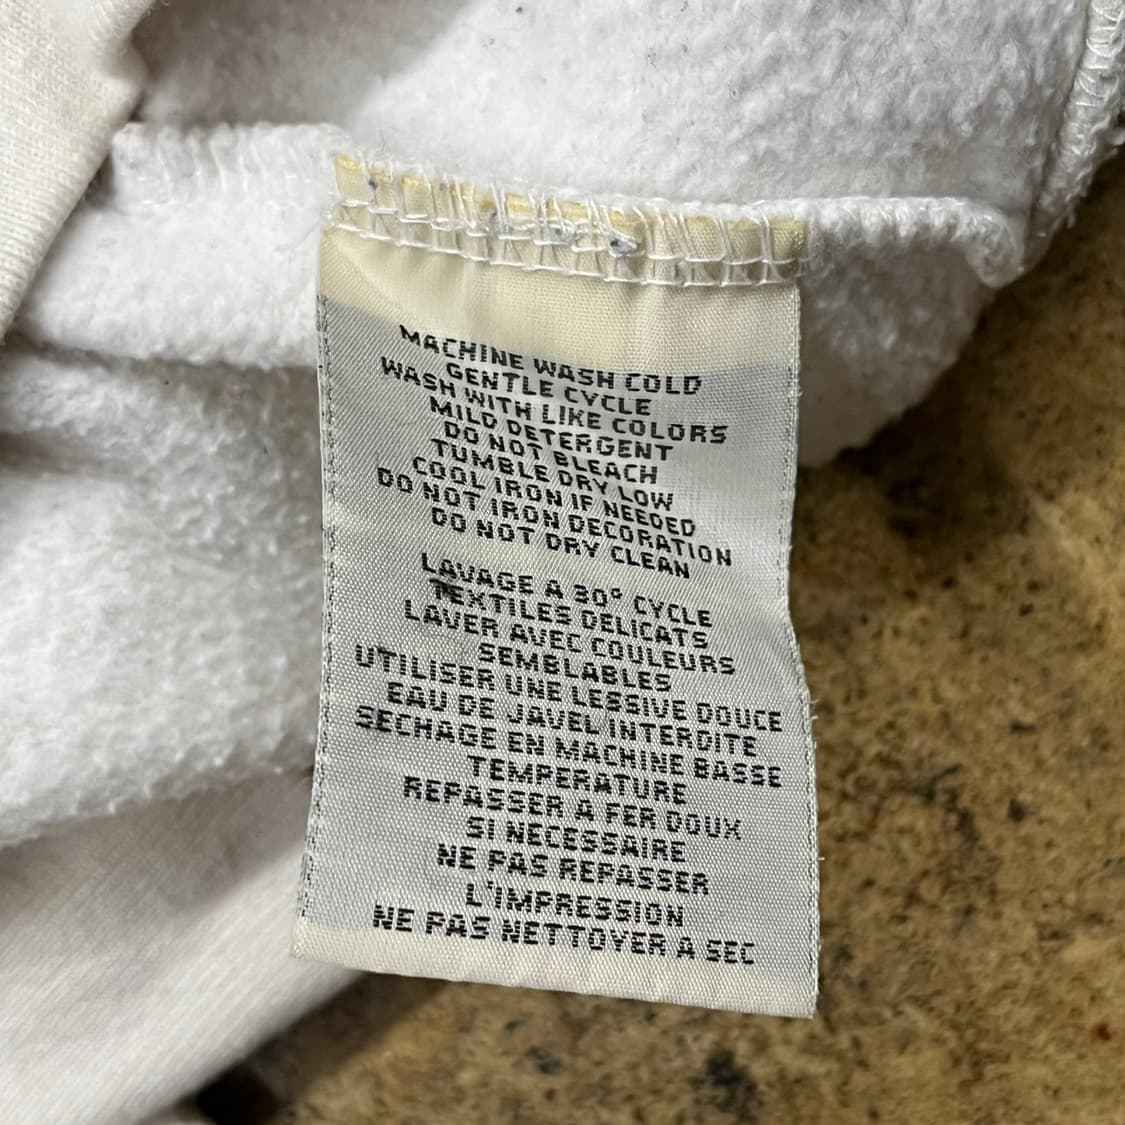 MACHINE WASH COLD
GENTLE CYCLE
WASH WITH LIKE COLORS
MILD DETERGENT
DO NOT BLEACH
TUMBLE DRY LOW
COOL IRON IF NEEDED
DO NOT IRON DECORATION
DO NOT DRY CLEAN
LAVAGE A 30° CYCLE
TEXTILES DELICATS
LAVER AVEC COULEURS
SEMBLABLES
UTILISER UNE LESSIVE DOUCE
EAU DE JAVEL INTERDITE
SECHAGE EN MACHINE BASSE
TEMPERATURE
REPASSER A FER DOUX
SI NECESSAIRE
NE PAS REPASSER
L'IMPRESSION
NE PAS NETTOYER A SEC